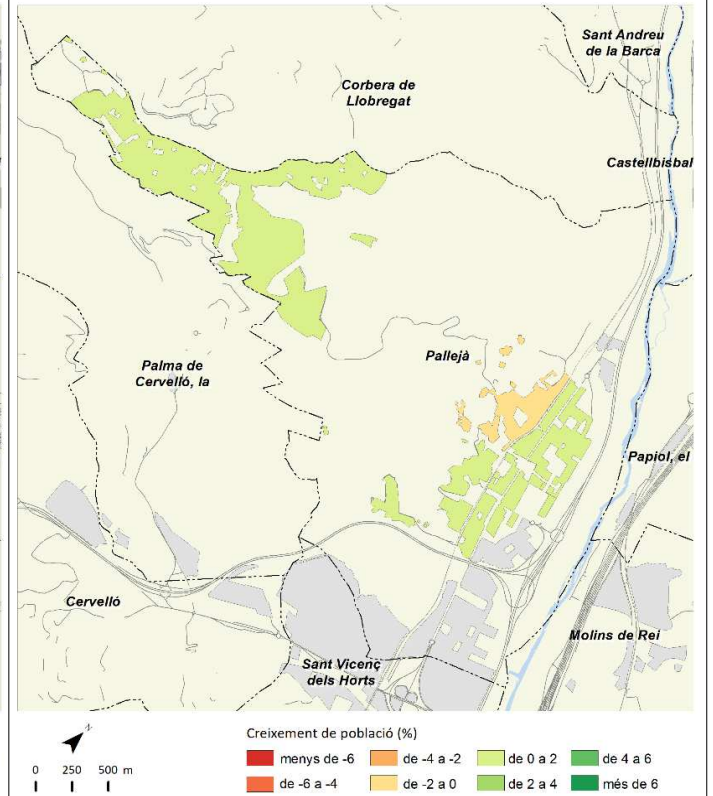 Sant Andreu
de la Barca
Corbera de
Llobregat
Castellbisbal
Palma de
Cervelló, la
Pallejà
Papiol, el
Cervelló
Molins de Rei
Sant Vicenç
dels Horts
N
0 250 500 m
Creixement de població (%)
menys de -6 de -4 a -2 de 0 a 2 de 4 a 6
de -6 a -4 de -2 a 0 de 2 a 4 més de 6